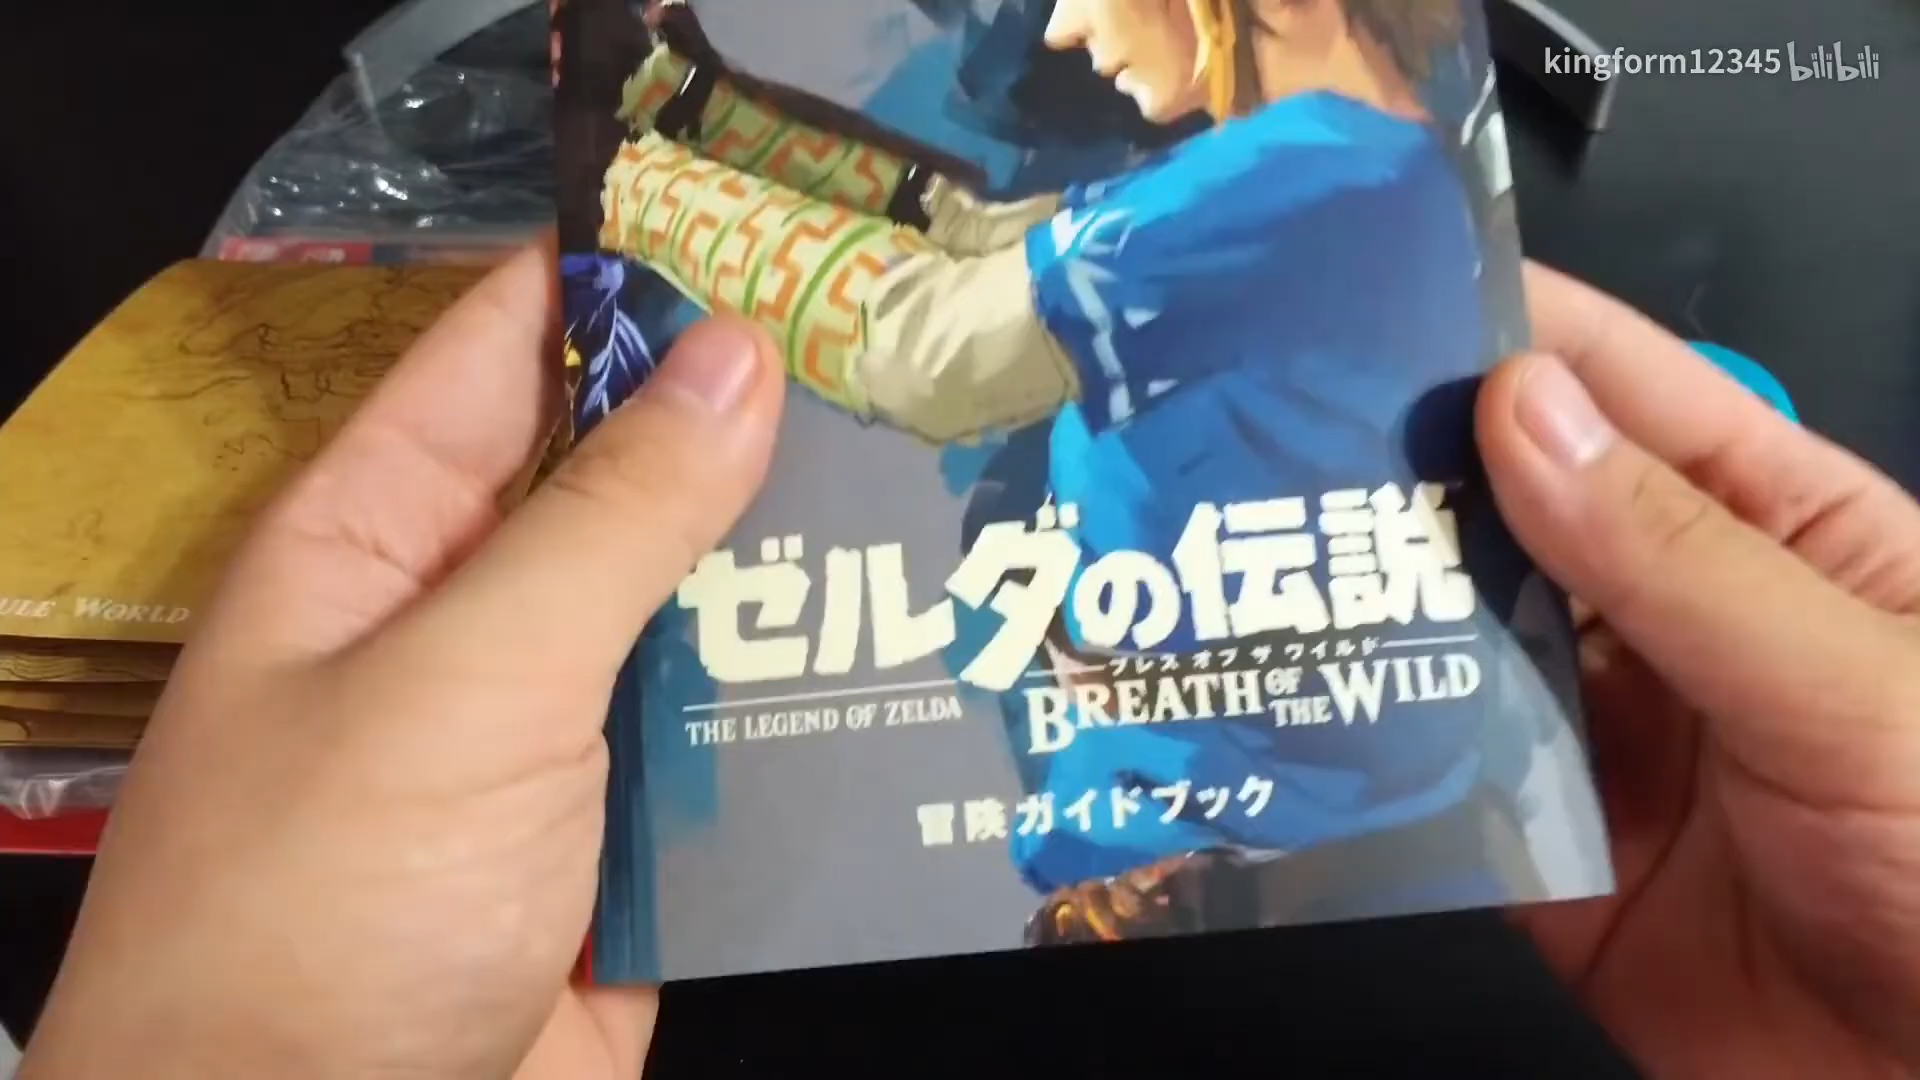 kingform12345 bilibili
ゼルダの伝説
ブレス オブ ザ ワイルド
THE LEGEND OF ZELDA
BREATH OF THE WILD
冒険ガイドブック
WORLD